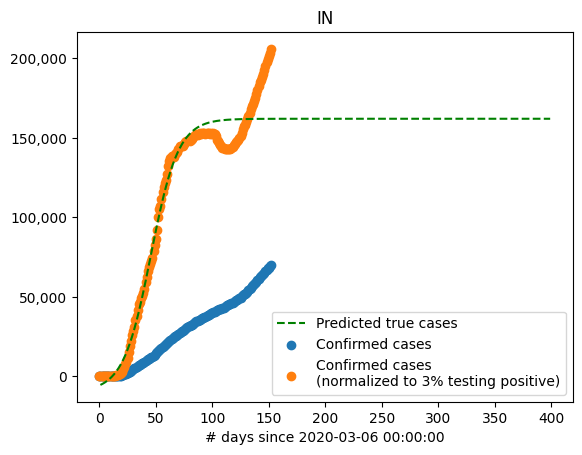 IN
200,000
150,000
100,000
50,000
0
Predicted true cases
Confirmed cases
Confirmed cases
(normalized to 3% testing positive)
0 50 100 150 200 250 300 350 400
# days since 2020-03-06 00:00:00